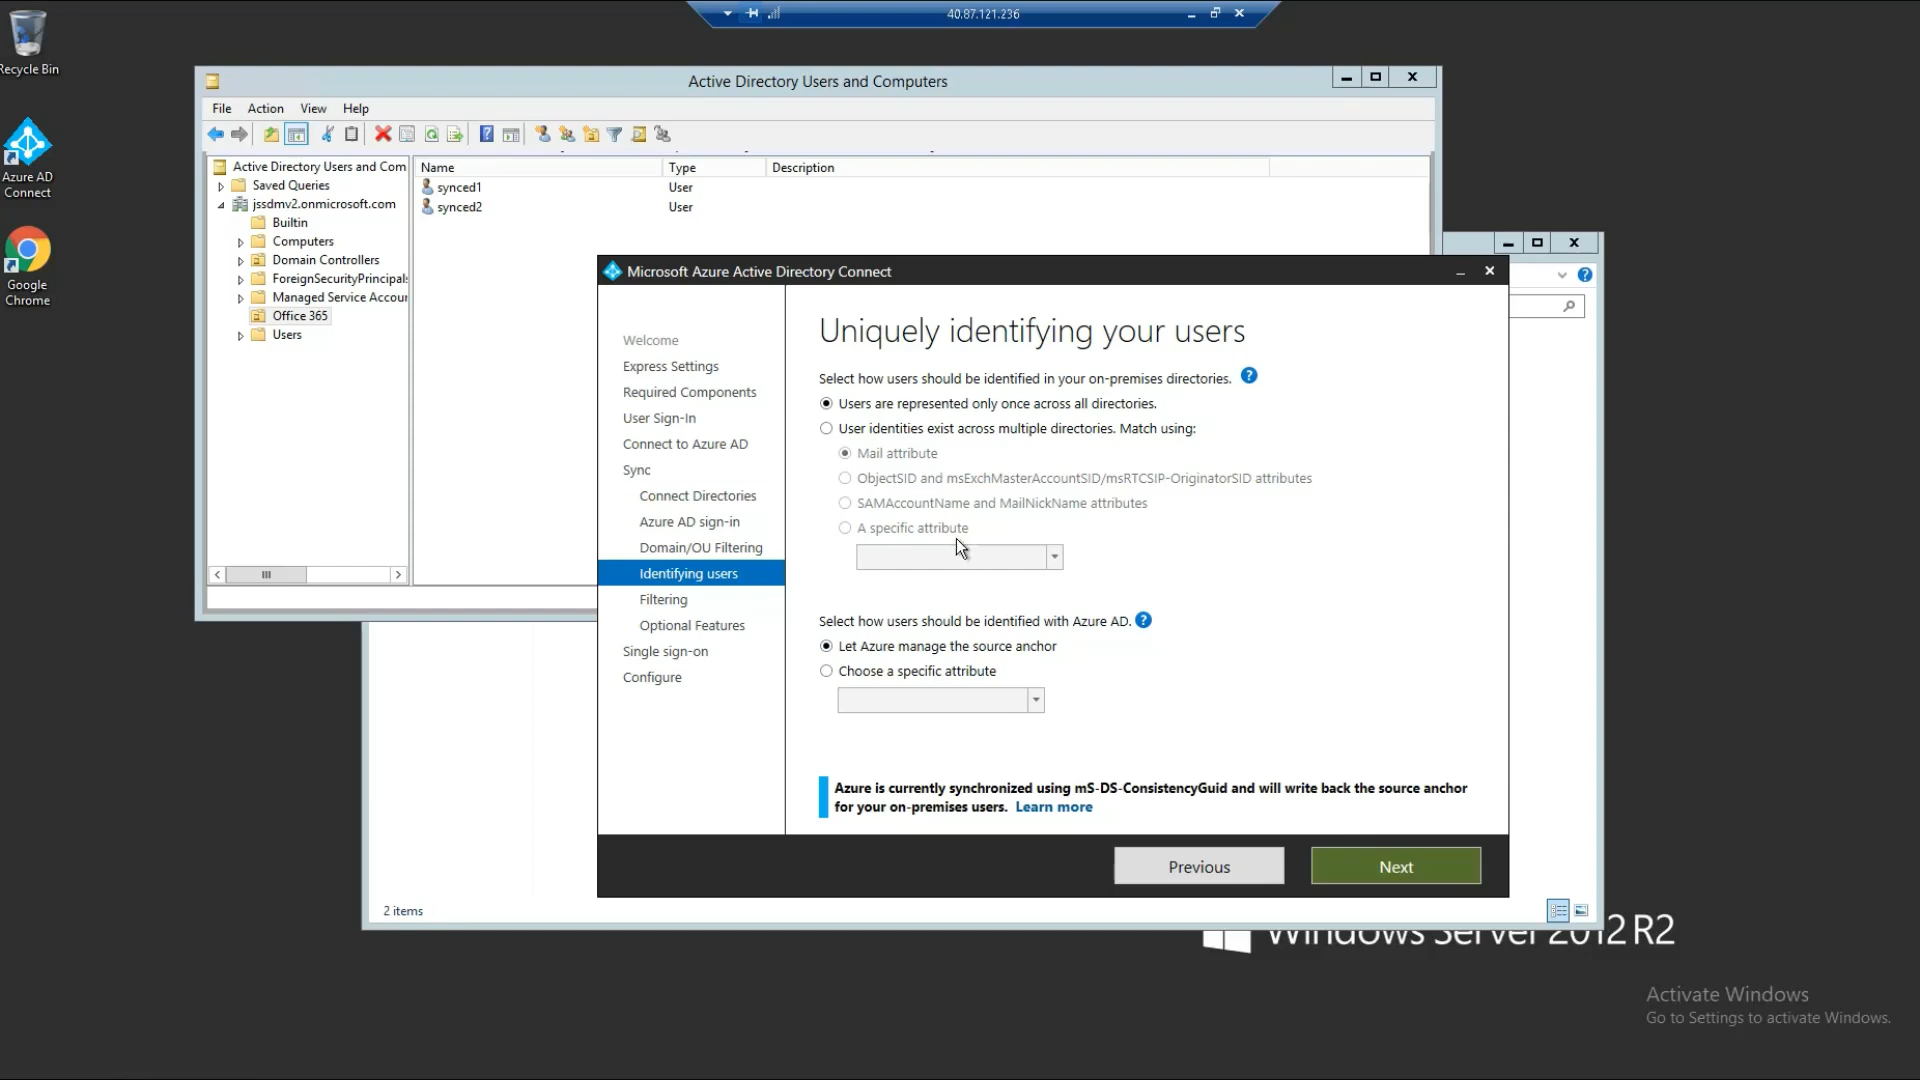 40.87.121.236
Recycle Bin
Azure AD
Connect
Google
Chrome
Active Directory Users and Computers
File Action View Help
Active Directory Users and Com
Saved Queries
jssdmv2.onmicrosoft.com
Builtin
Computers
Domain Controllers
ForeignSecurityPrincipals
Managed Service Accour
Office 365
Users
Name Type Description
synced1 User
synced2 User
Microsoft Azure Active Directory Connect
Welcome
Express Settings
Required Components
User Sign-In
Connect to Azure AD
Sync
Connect Directories
Azure AD sign-in
Domain/OU Filtering
Identifying users
Filtering
Optional Features
Single sign-on
Configure
Uniquely identifying your users
Select how users should be identified in your on-premises directories. ?
Users are represented only once across all directories.
User identities exist across multiple directories. Match using:
Mail attribute
ObjectSID and msExchMasterAccountSID/msRTCSIP-OriginatorSID attributes
SAMAccountName and MailNickName attributes
A specific attribute
Select how users should be identified with Azure AD. ?
Let Azure manage the source anchor
Choose a specific attribute
Azure is currently synchronized using mS-DS-ConsistencyGuid and will write back the source anchor
for your on-premises users. Learn more
Previous Next
2 items
Windows Server 2012 R2
Activate Windows
Go to Settings to activate Windows.